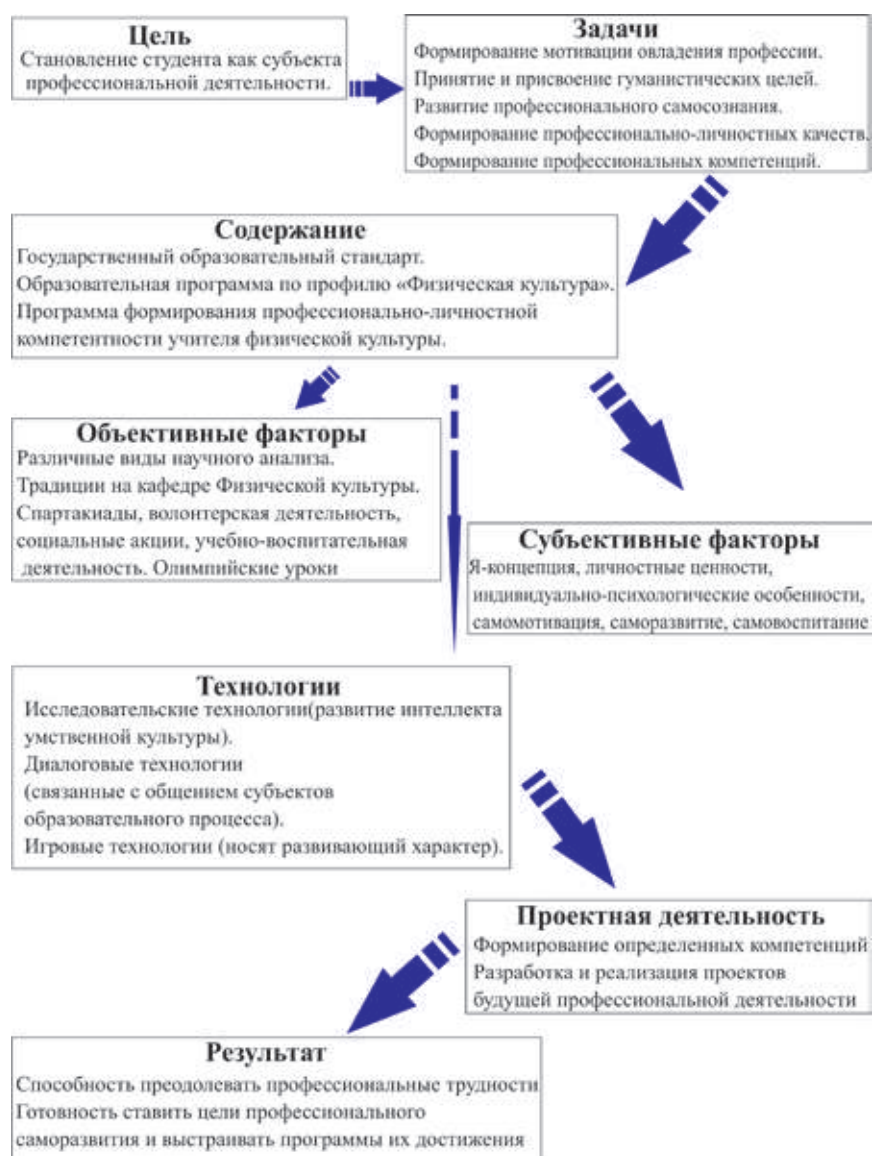 Цель
Становление студента как субъекта
профессиональной деятельности.
Задачи
Формирование мотивации овладения профессии.
Принятие и присвоение гуманистических целей.
Развитие профессионального самосознания.
Формирование профессионально-личностных качеств.
Формирование профессиональных компетенций.
Содержание
Государственный образовательный стандарт.
Образовательная программа по профилю «Физическая культура».
Программа формирования профессионально-личностной
компетентности учителя физической культуры.
Объективные факторы
Различные виды научного анализа.
Традиции на кафедре Физической культуры.
Спартакиады, волонтерская деятельность,
социальные акции, учебно-воспитательная
деятельность. Олимпийские уроки
Субъективные факторы
Я-концепция, личностные ценности,
индивидуально-психологические особенности,
самомотивация, саморазвитие, самовоспитание
Технологии
Исследовательские технологии(развитие интеллекта
умственной культуры).
Диалоговые технологии
(связанные с общением субъектов
образовательного процесса).
Игровые технологии (носят развивающий характер).
Проектная деятельность
Формирование определенных компетенций
Разработка и реализация проектов
будущей профессиональной деятельности
Результат
Способность преодолевать профессиональные трудности
Готовность ставить цели профессионального
саморазвития и выстраивать программы их достижения